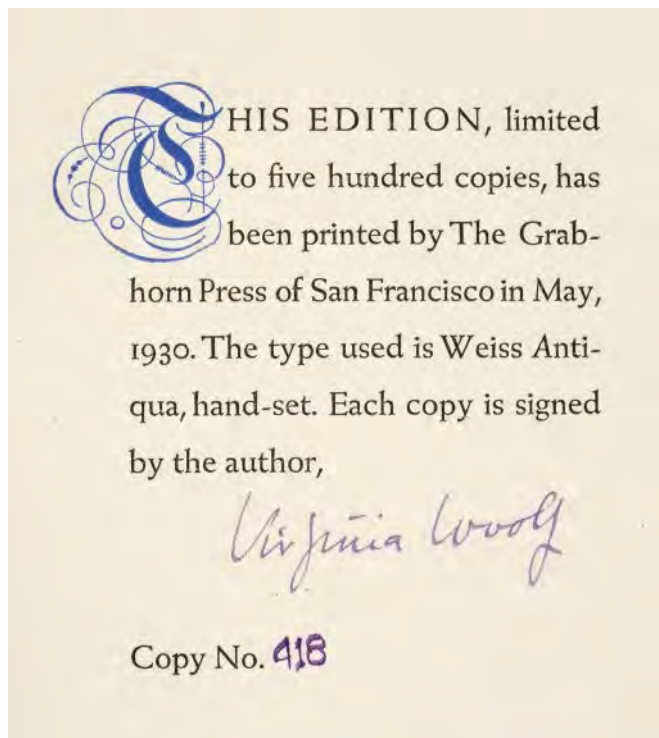 THIS EDITION, limited
to five hundred copies, has
been printed by The Grab-
horn Press of San Francisco in May,
1930. The type used is Weiss Anti-
qua, hand-set. Each copy is signed
by the author,
Virginia Woolf
Copy No. 418